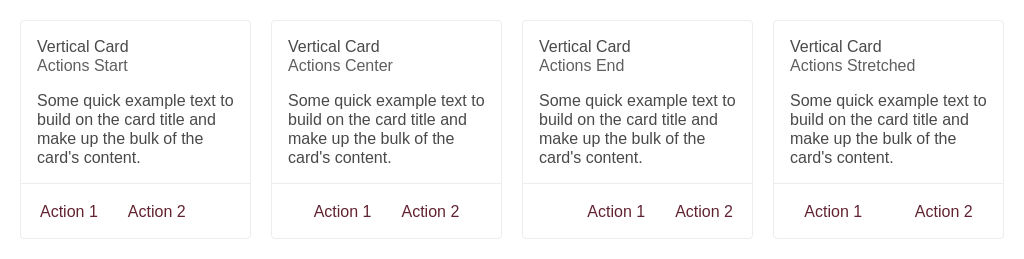 Vertical Card
Actions Start
Some quick example text to
build on the card title and
make up the bulk of the
card's content.
Action 1 Action 2
Vertical Card
Actions Center
Some quick example text to
build on the card title and
make up the bulk of the
card's content.
Action 1 Action 2
Vertical Card
Actions End
Some quick example text to
build on the card title and
make up the bulk of the
card's content.
Action 1 Action 2
Vertical Card
Actions Stretched
Some quick example text to
build on the card title and
make up the bulk of the
card's content.
Action 1 Action 2